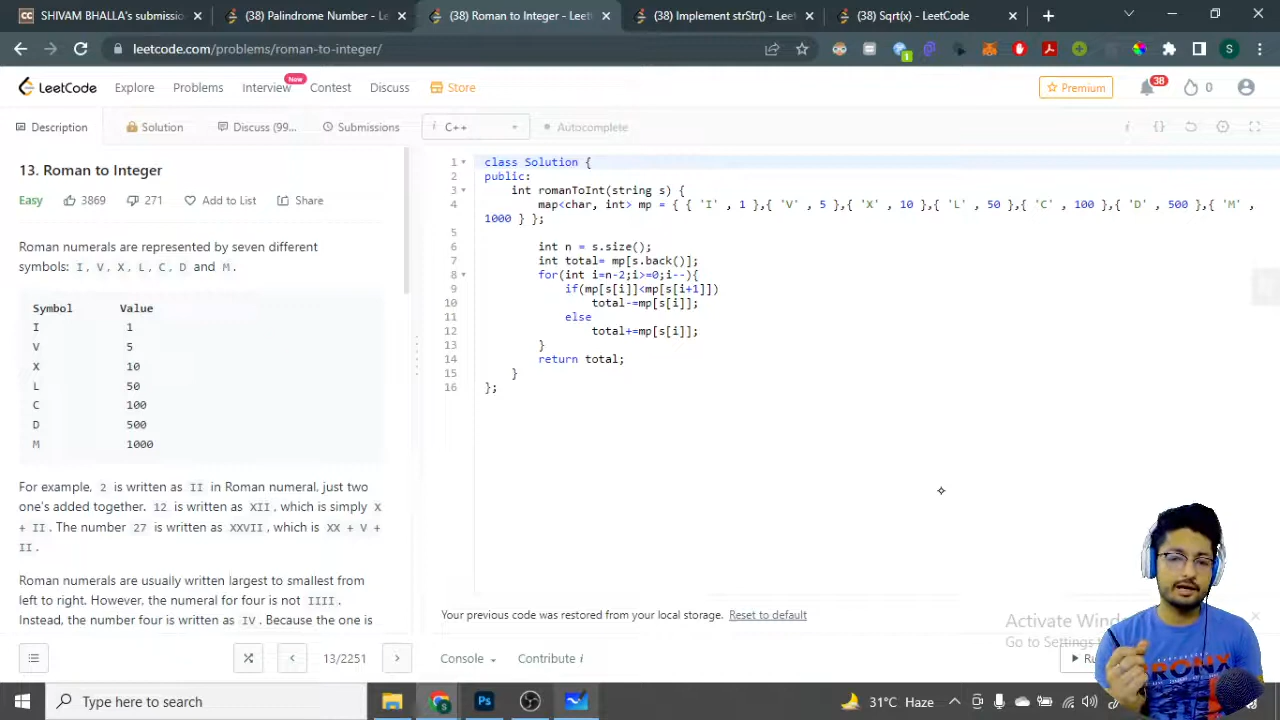 SHIVAM BHALLA's submissio
(38) Palindrome Number - Le
(38) Roman to Integer - Leet
(38) Implement strStr() - Leet
(38) Sqrt(x) - LeetCode
leetcode.com/problems/roman-to-integer/
S
LeetCode
Explore
Problems
Interview
New
Contest
Discuss
Store
Premium
38
0
Description
Solution
Discuss (99...
Submissions
i C++
Autocomplete
13. Roman to Integer
Easy
3869
271
Add to List
Share
Roman numerals are represented by seven different
symbols: I, V, X, L, C, D and M.
Symbol Value
I 1
V 5
X 10
L 50
C 100
D 500
M 1000
For example, 2 is written as II in Roman numeral, just two
one's added together. 12 is written as XII, which is simply X
+ II. The number 27 is written as XXVII, which is XX + V +
II.
Roman numerals are usually written largest to smallest from
left to right. However, the numeral for four is not IIII.
Instead, the number four is written as IV. Because the one is
1 class Solution {
2 public:
3 int romanToInt(string s) {
4 map<char, int> mp = { { 'I' , 1 },{ 'V' , 5 },{ 'X' , 10 },{ 'L' , 50 },{ 'C' , 100 },{ 'D' , 500 },{ 'M' ,
1000 } };
5
6 int n = s.size();
7 int total= mp[s.back()];
8 for(int i=n-2;i>=0;i--){
9 if(mp[s[i]]<mp[s[i+1]])
10 total-=mp[s[i]];
11 else
12 total+=mp[s[i]];
13 }
14 return total;
15 }
16 };
Your previous code was restored from your local storage. Reset to default
Activate Wind
Go to Settings
13/2251
Console
Contribute i
Ru
Type here to search
Ps
31°C Haze